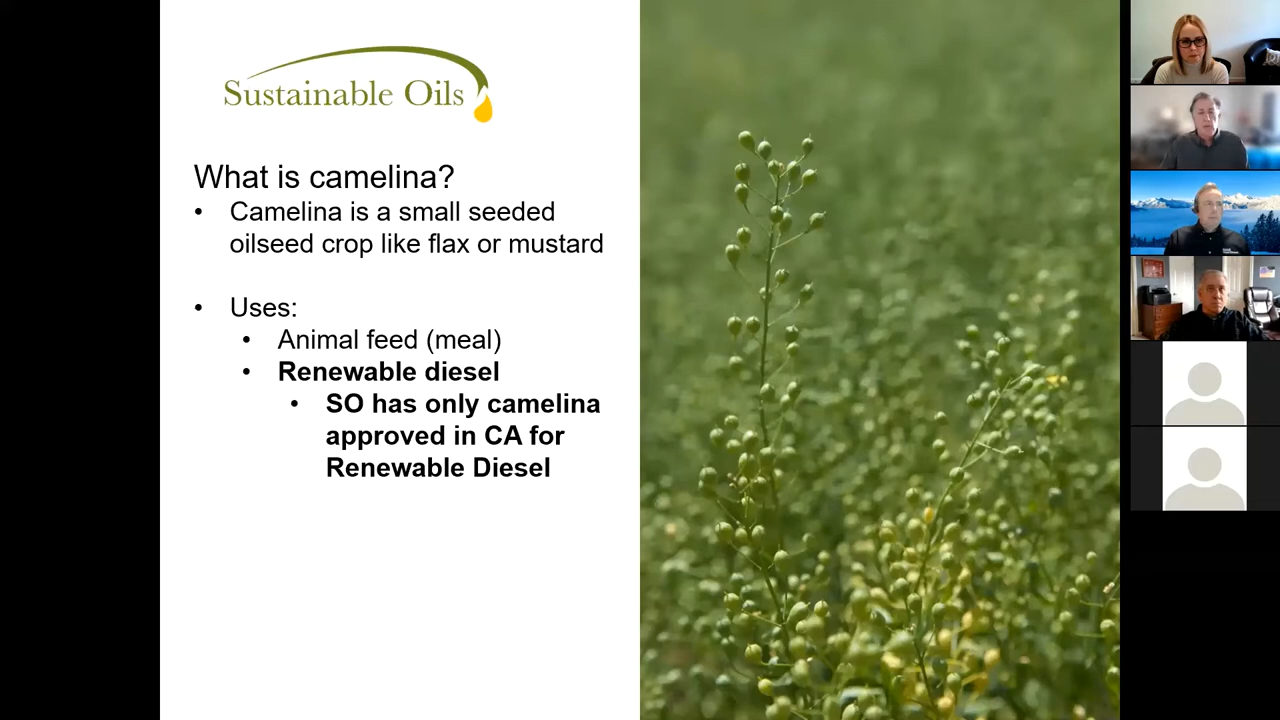 Sustainable Oils
What is camelina?
• Camelina is a small seeded
oilseed crop like flax or mustard
• Uses:
• Animal feed (meal)
• Renewable diesel
• SO has only camelina
approved in CA for
Renewable Diesel